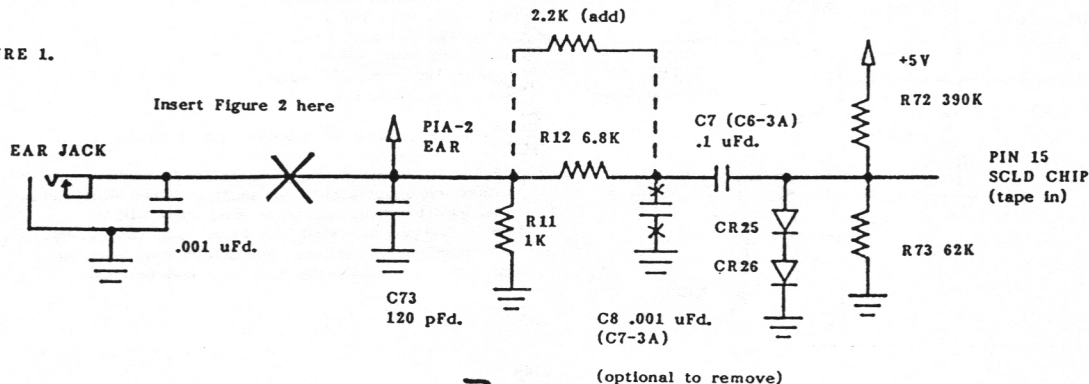 2.2K (add)
RE 1.
+5V
Insert Figure 2 here
PIA-2
EAR
R12 6.8K
C7 (C6-3A)
.1 uFd.
R72 390K
EAR JACK
PIN 15
SCLD CHIP
(tape in)
.001 uFd.
R11
1K
CR25
CR26
R73 62K
C73
120 pFd.
C8 .001 uFd.
(C7-3A)
(optional to remove)